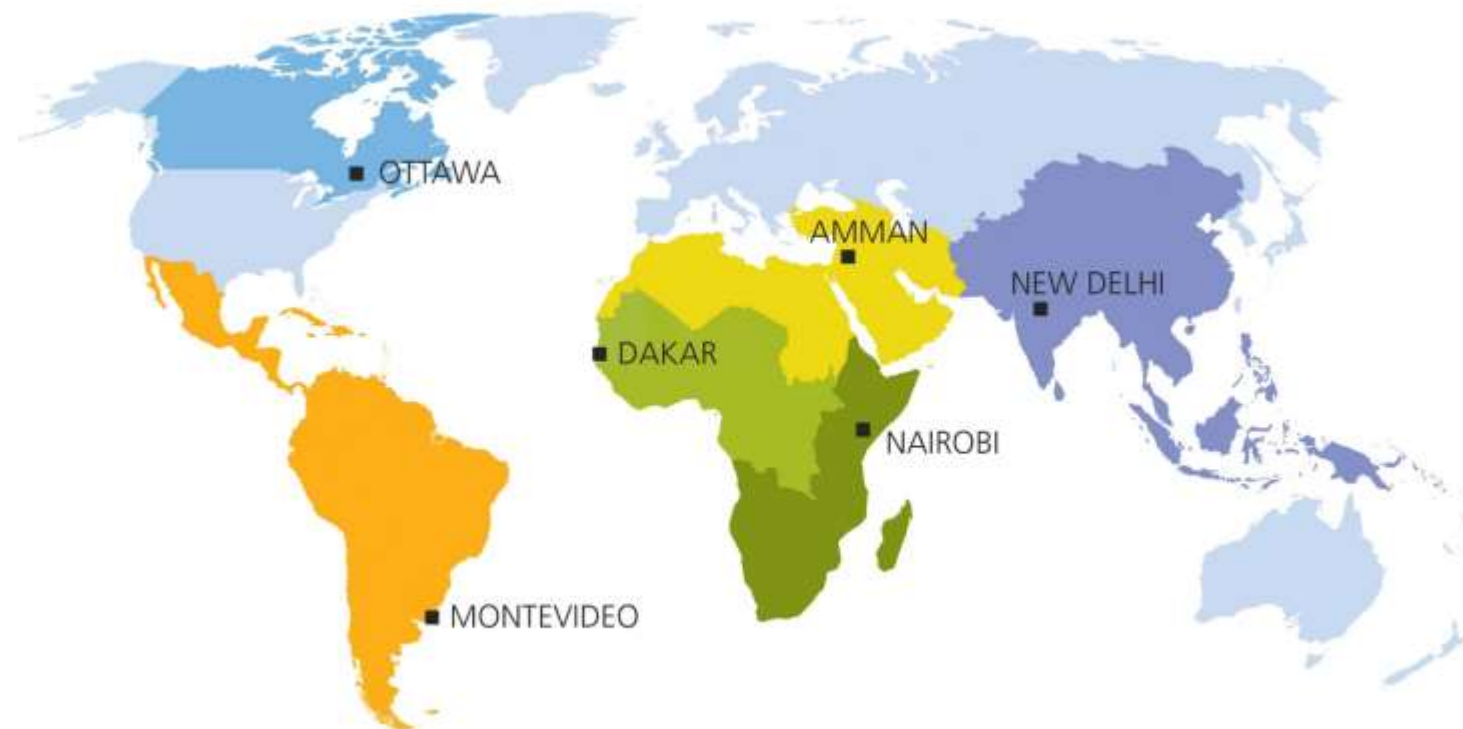 OTTAWA
AMMAN
NEW DELHI
DAKAR
NAIROBI
MONTEVIDEO